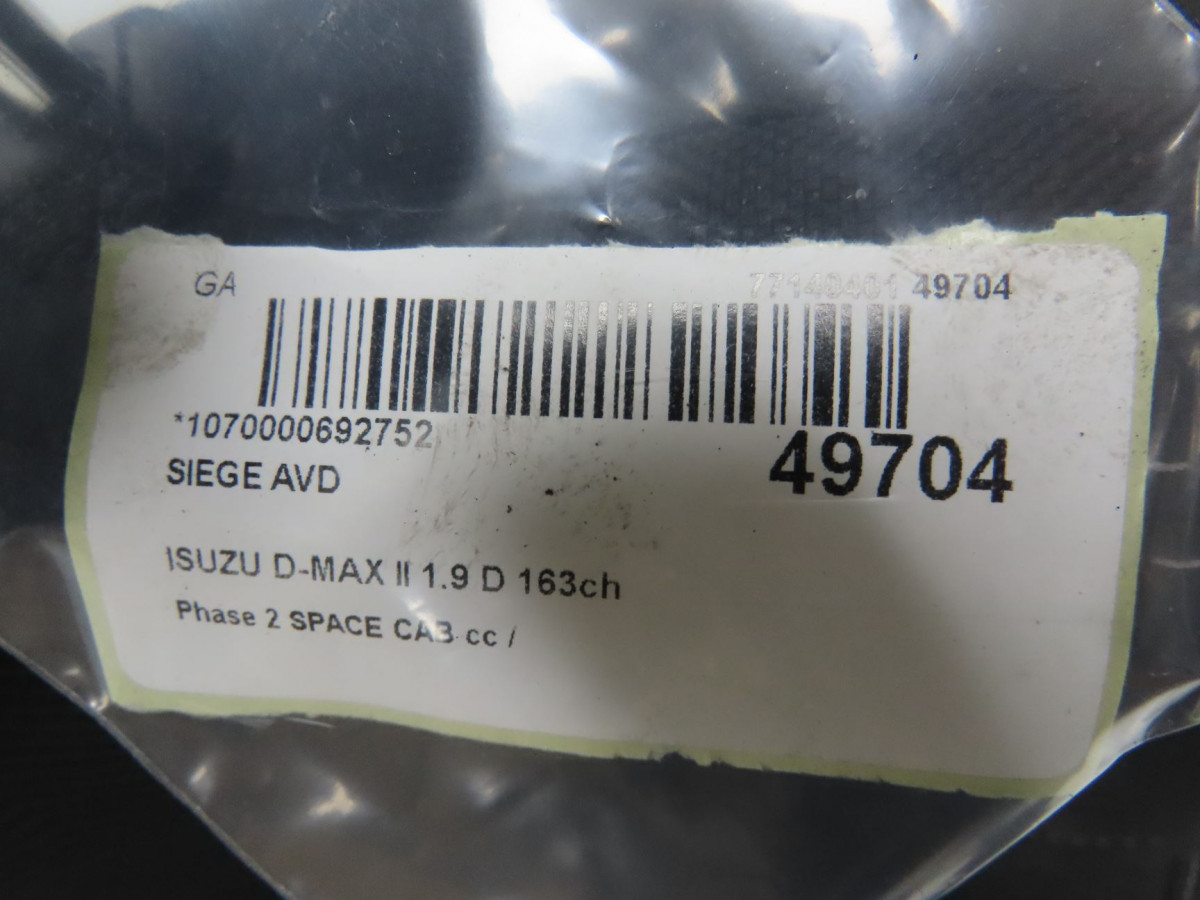 GA
77140401 49704
*1070000692752
49704
SIEGE AVD
ISUZU D-MAX II 1.9 D 163ch
Phase 2 SPACE CAB cc /